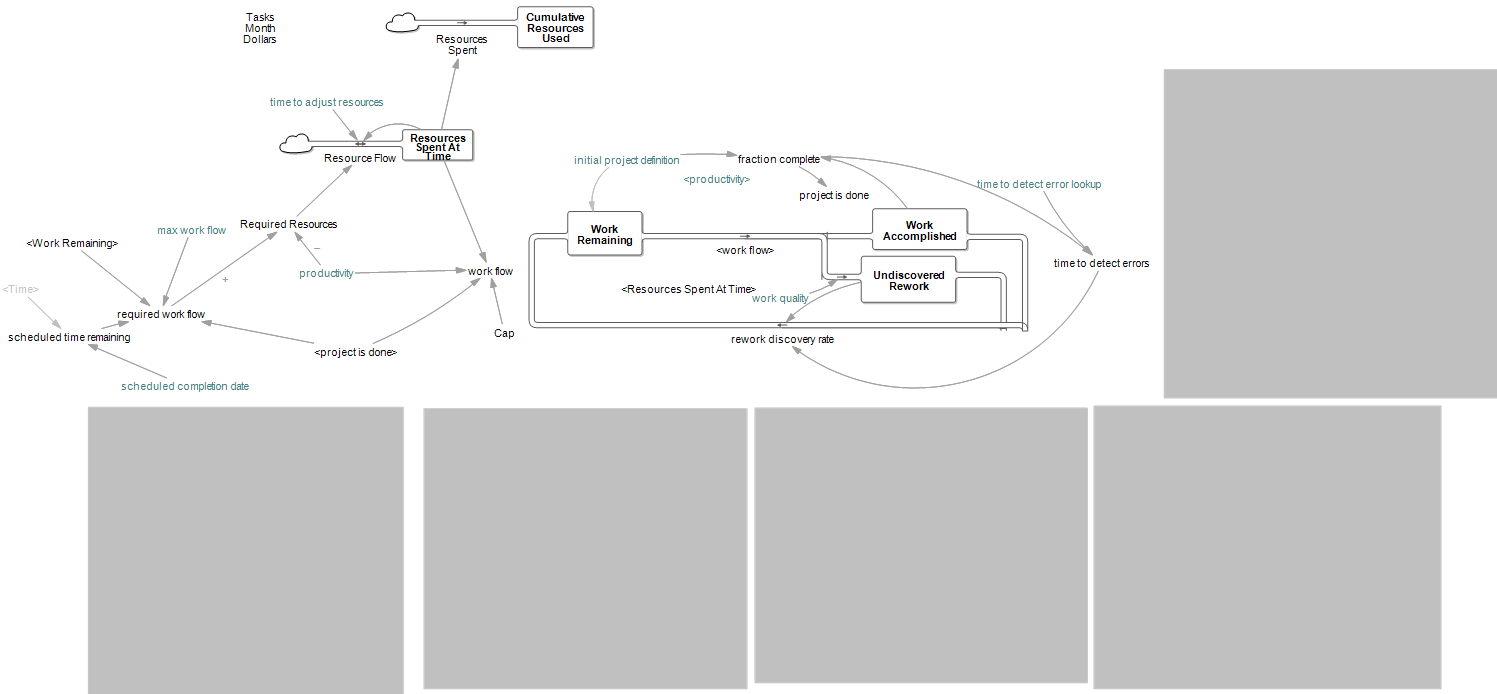 Tasks
Month
Dollars
Cumulative
Resources
Used
Resources
Spent
time to adjust resources
Resources
Spent At
Time
Resource Flow
initial project definition
fraction complete
<productivity>
project is done
time to detect error lookup
Required Resources
max work flow
<Work Remaining>
Work
Remaining
Work
Accomplished
<work flow>
–
productivity
work flow
time to detect errors
+
Undiscovered
Rework
<Time>
<Resources Spent At Time>
work quality
required work flow
scheduled time remaining
Cap
rework discovery rate
<project is done>
scheduled completion date